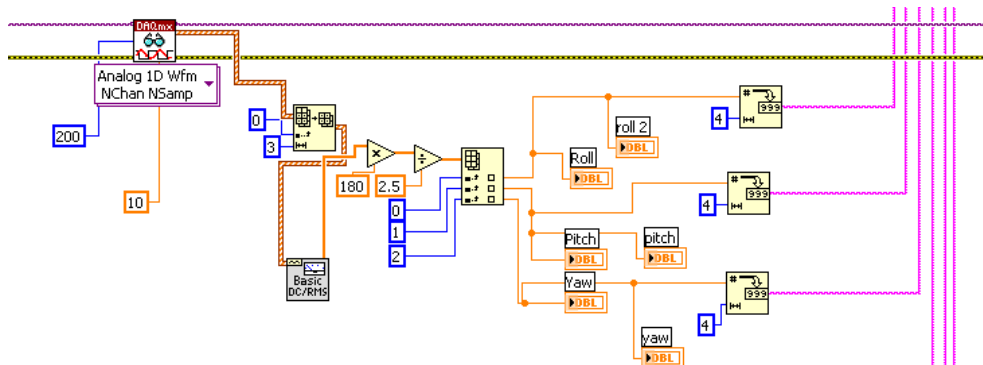 DAQmx
Analog 1D Wfm
NChan NSamp
200
10
0
3
Basic
DC/RMS
180
2.5
0
1
2
roll 2
DBL
Roll
DBL
Pitch
DBL
pitch
DBL
Yaw
DBL
yaw
DBL
#
999
4
#
999
4
#
999
4